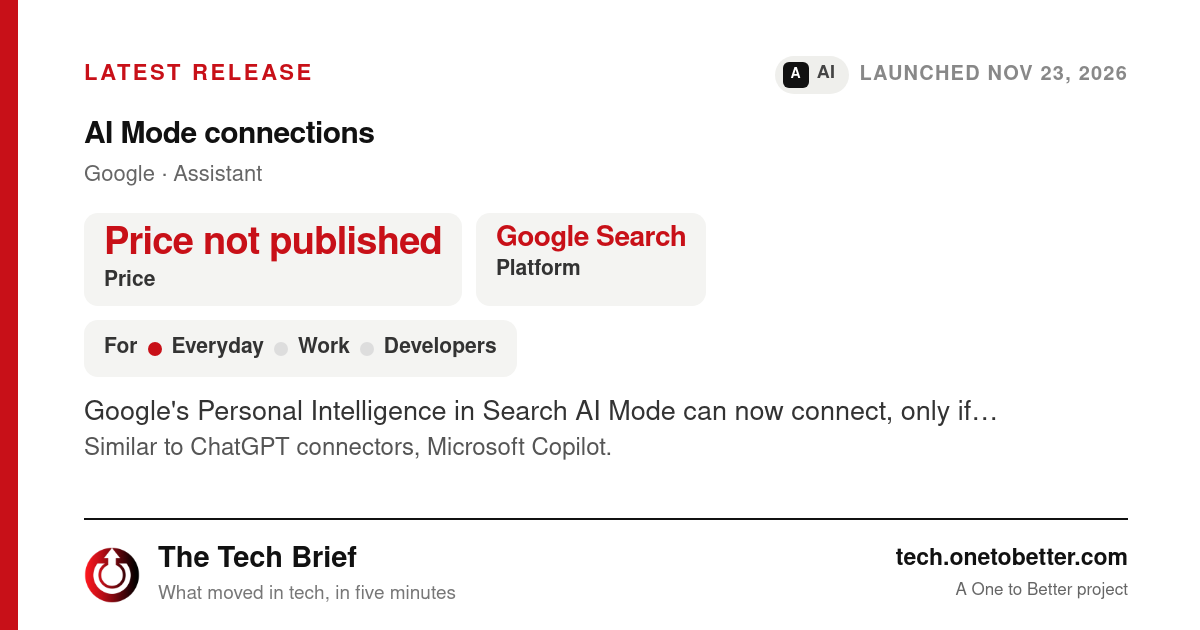 LATEST RELEASE
A AI LAUNCHED NOV 23, 2026
AI Mode connections
Google · Assistant
Price not published
Price
Google Search
Platform
For Everyday Work Developers
Google's Personal Intelligence in Search AI Mode can now connect, only if…
Similar to ChatGPT connectors, Microsoft Copilot.
The Tech Brief
What moved in tech, in five minutes
tech.onetobetter.com
A One to Better project